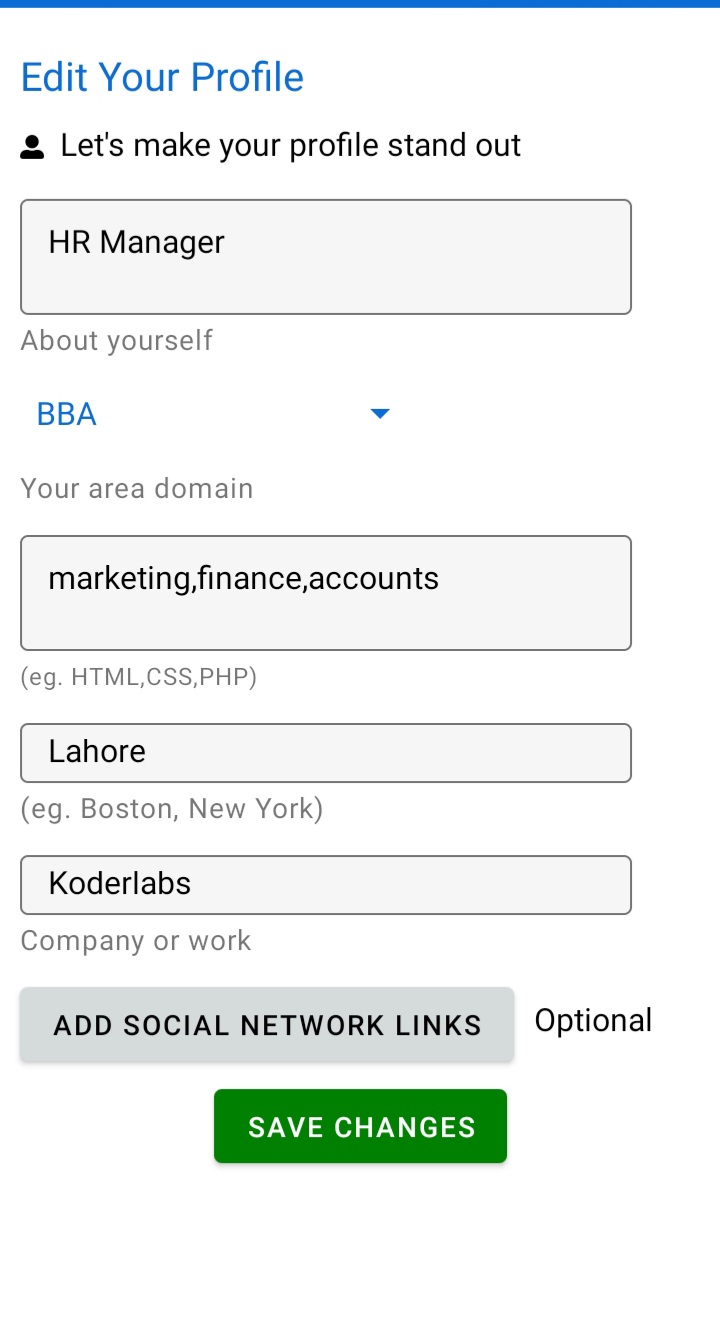 Edit Your Profile
Let's make your profile stand out
HR Manager
About yourself
BBA
Your area domain
marketing,finance,accounts
(eg. HTML,CSS,PHP)
Lahore
(eg. Boston, New York)
Koderlabs
Company or work
ADD SOCIAL NETWORK LINKS Optional
SAVE CHANGES